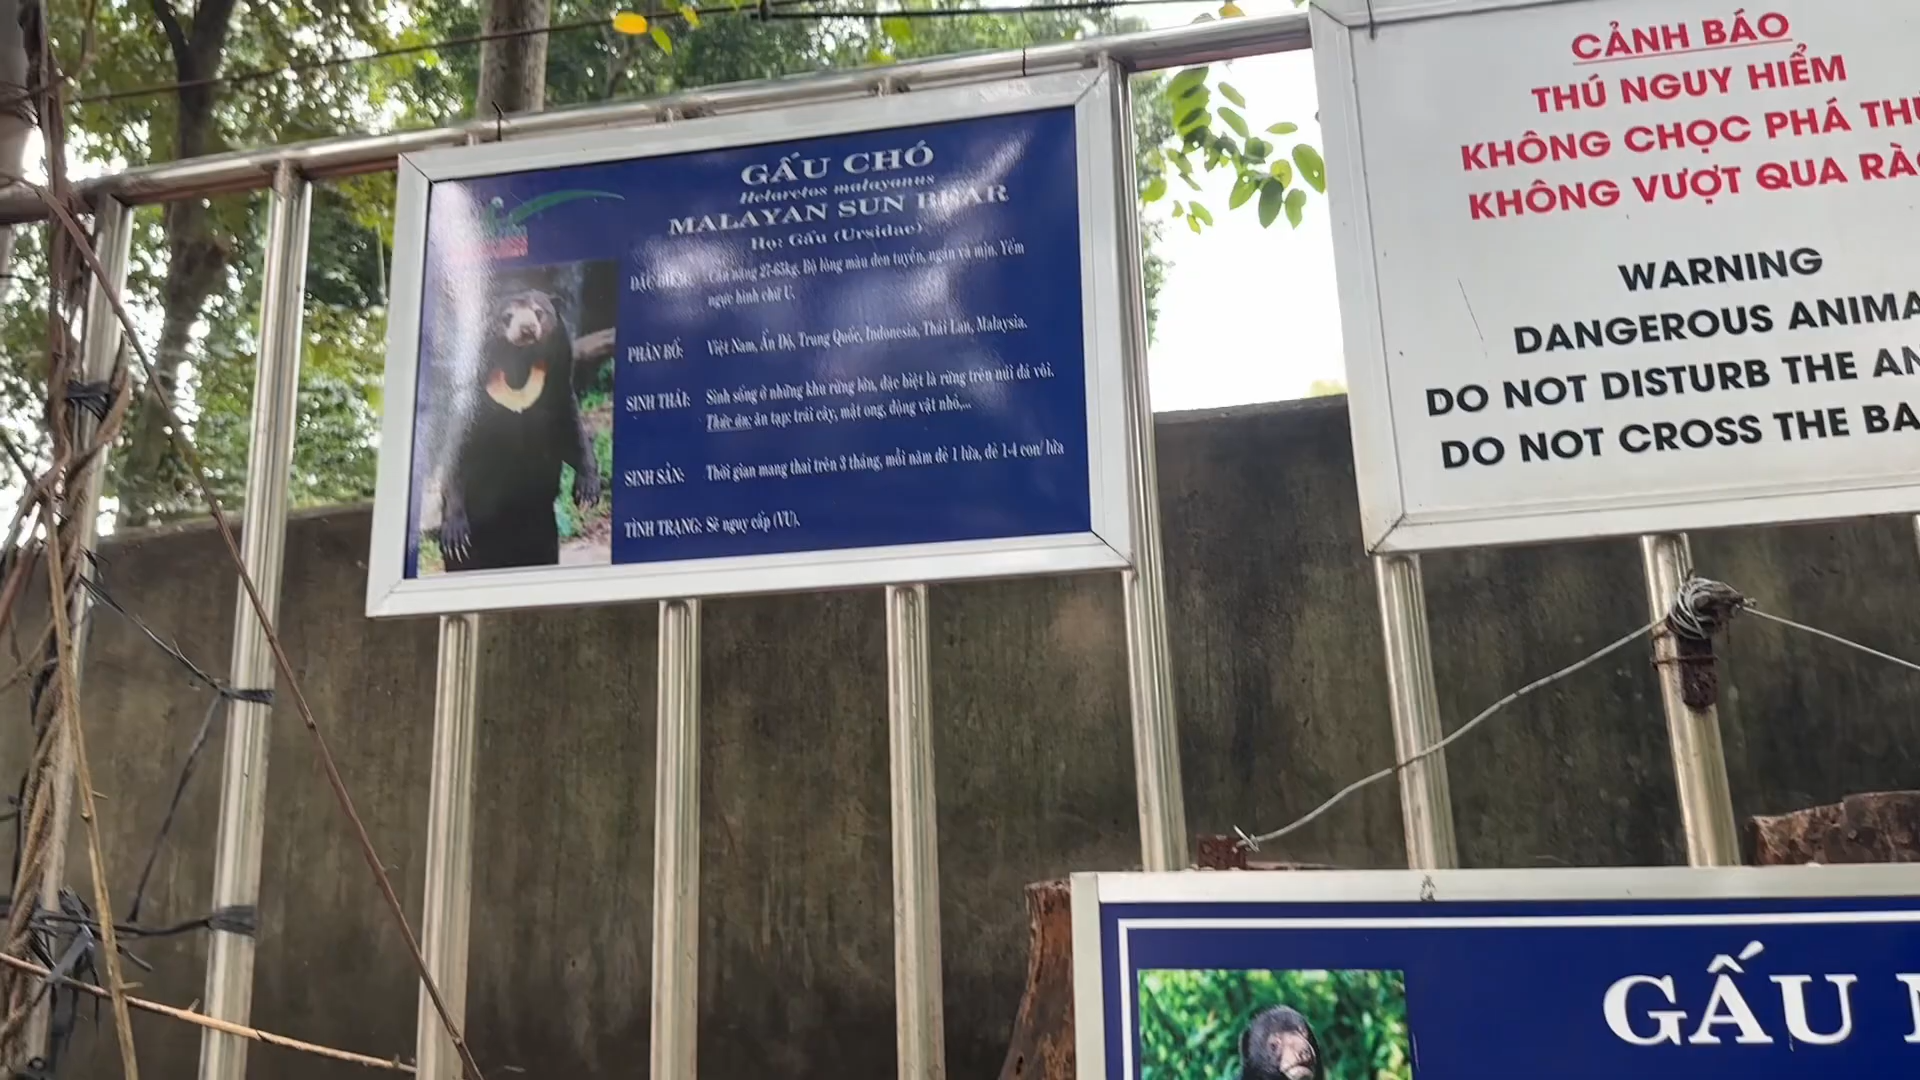 GẤU CHÓ
Helarctos malayanus
MALAYAN SUN BEAR
Họ: Gấu (Ursidae)
ĐẶC ĐIỂM: Cân nặng 27-65kg. Bộ lông màu đen tuyền, ngắn và mịn. Yếm
ngực hình chữ U.
PHÂN BỐ: Việt Nam, Ấn Độ, Trung Quốc, Indonesia, Thái Lan, Malaysia.
SINH THÁI: Sinh sống ở những khu rừng lớn, đặc biệt là rừng trên núi đá vôi.
Thức ăn: ăn tạp: trái cây, mật ong, động vật nhỏ,...
SINH SẢN: Thời gian mang thai trên 3 tháng, mỗi năm đẻ 1 lứa, đẻ 1-4 con/ lứa
TÌNH TRẠNG: Sẽ nguy cấp (VU).
CẢNH BÁO
THÚ NGUY HIỂM
KHÔNG CHỌC PHÁ THÚ
KHÔNG VƯỢT QUA RÀO
WARNING
DANGEROUS ANIMA
DO NOT DISTURB THE AN
DO NOT CROSS THE BA
GẤU